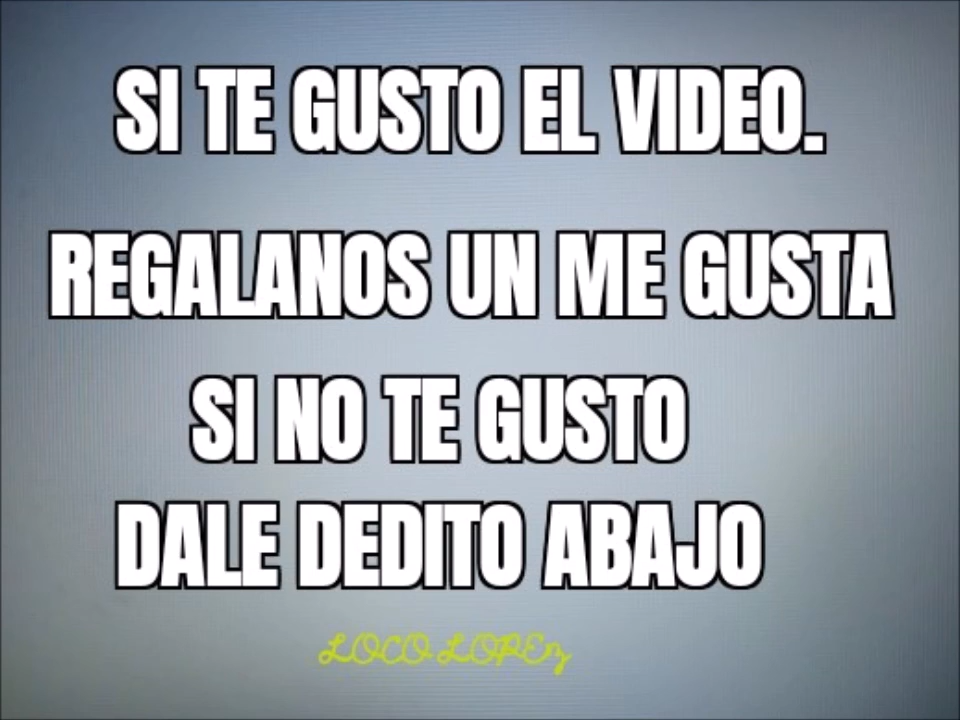 SI TE GUSTO EL VIDEO.
REGALANOS UN ME GUSTA
SI NO TE GUSTO
DALE DEDITO ABAJO
LOCO LOPEz